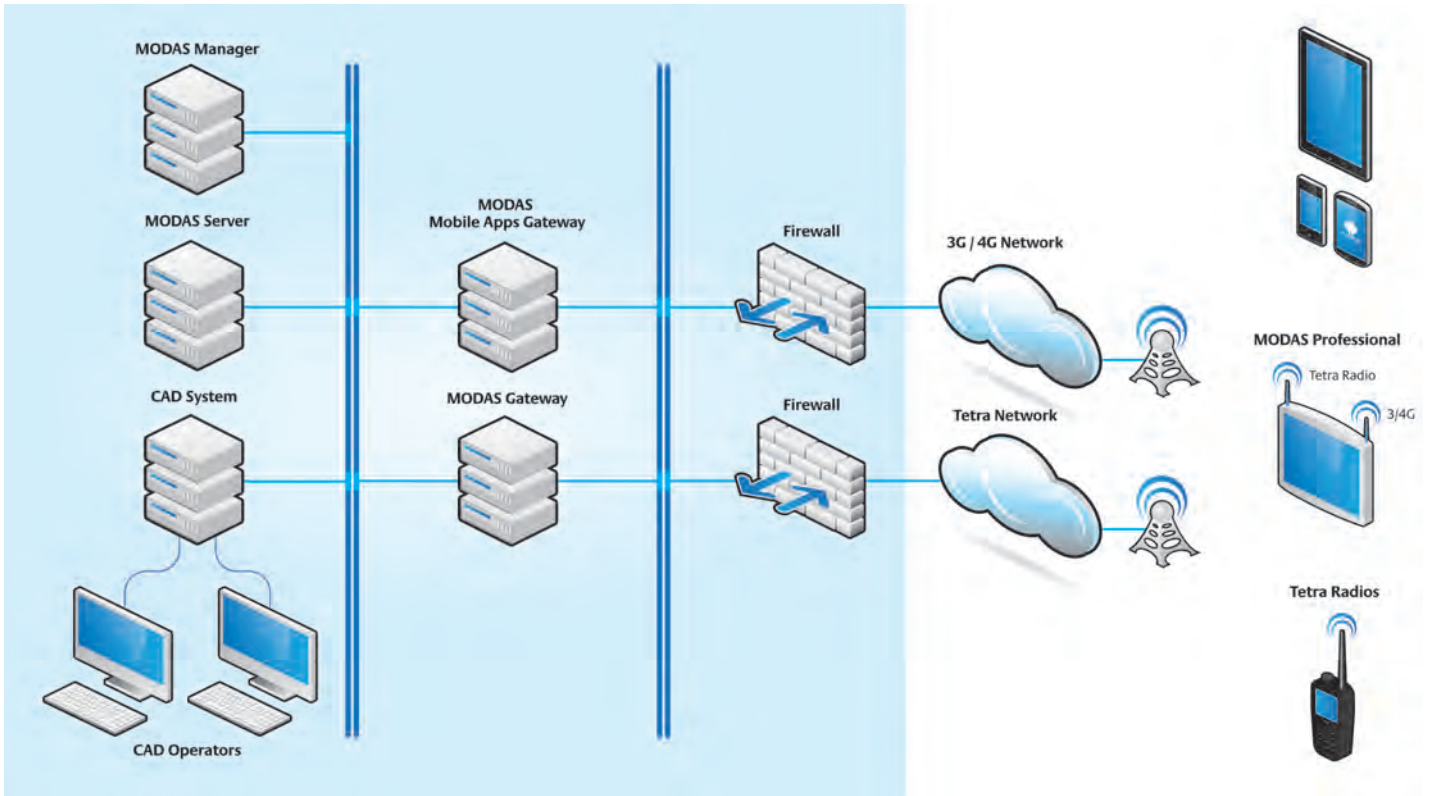 MODAS Manager
MODAS Server
CAD System
CAD Operators
MODAS
Mobile Apps Gateway
MODAS Gateway
Firewall
Firewall
3G / 4G Network
Tetra Network
MODAS Professional
Tetra Radio
3/4G
Tetra Radios